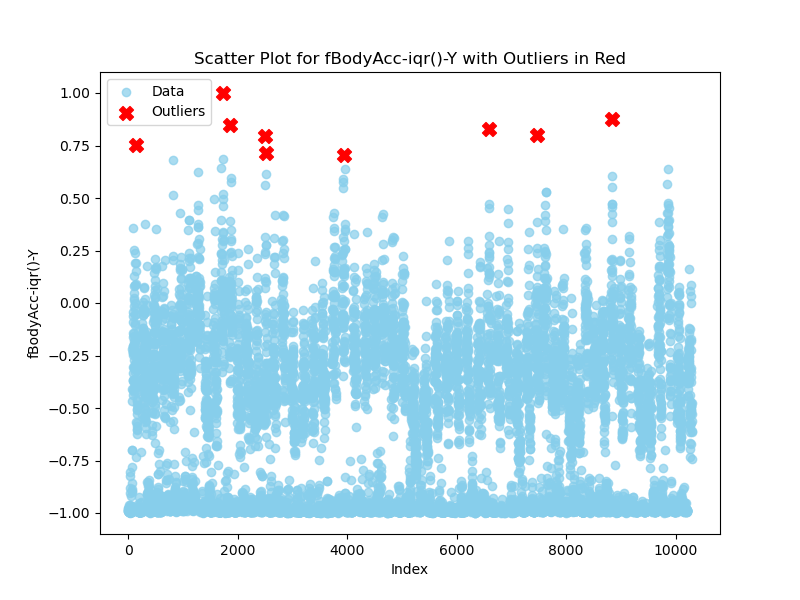 Scatter Plot for fBodyAcc-iqr()-Y with Outliers in Red
Data
Outliers
1.00
0.75
0.50
0.25
0.00
−0.25
−0.50
−0.75
−1.00
fBodyAcc-iqr()-Y
0 2000 4000 6000 8000 10000
Index